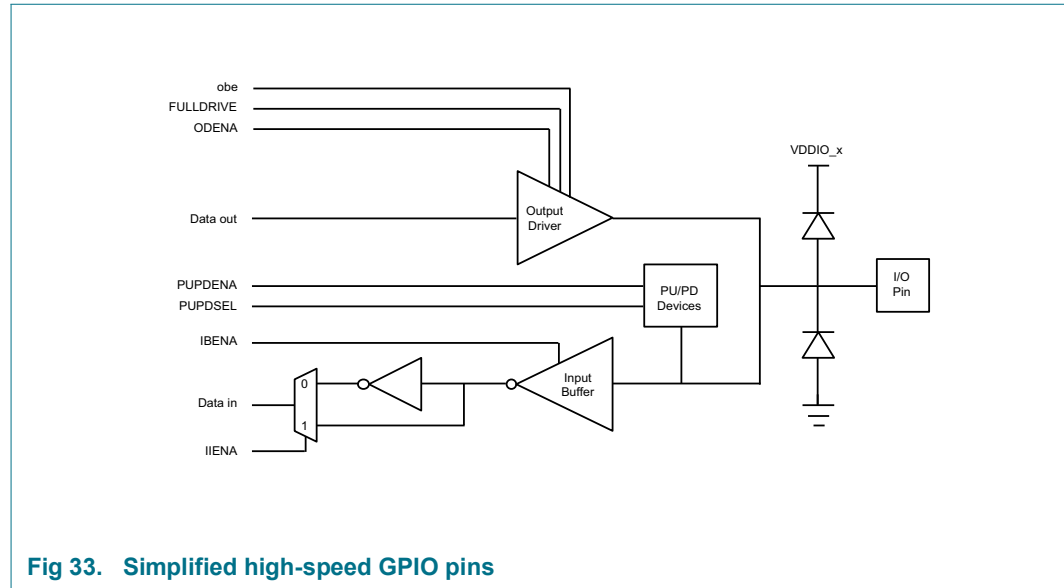 obe
FULLDRIVE
ODENA
VDDIO_x
Data out
Output
Driver
I/O
Pin
PUPDENA
PUPDSEL
PU/PD
Devices
IBENA
Input
Buffer
0
Data in
1
IIENA
Fig 33. Simplified high-speed GPIO pins